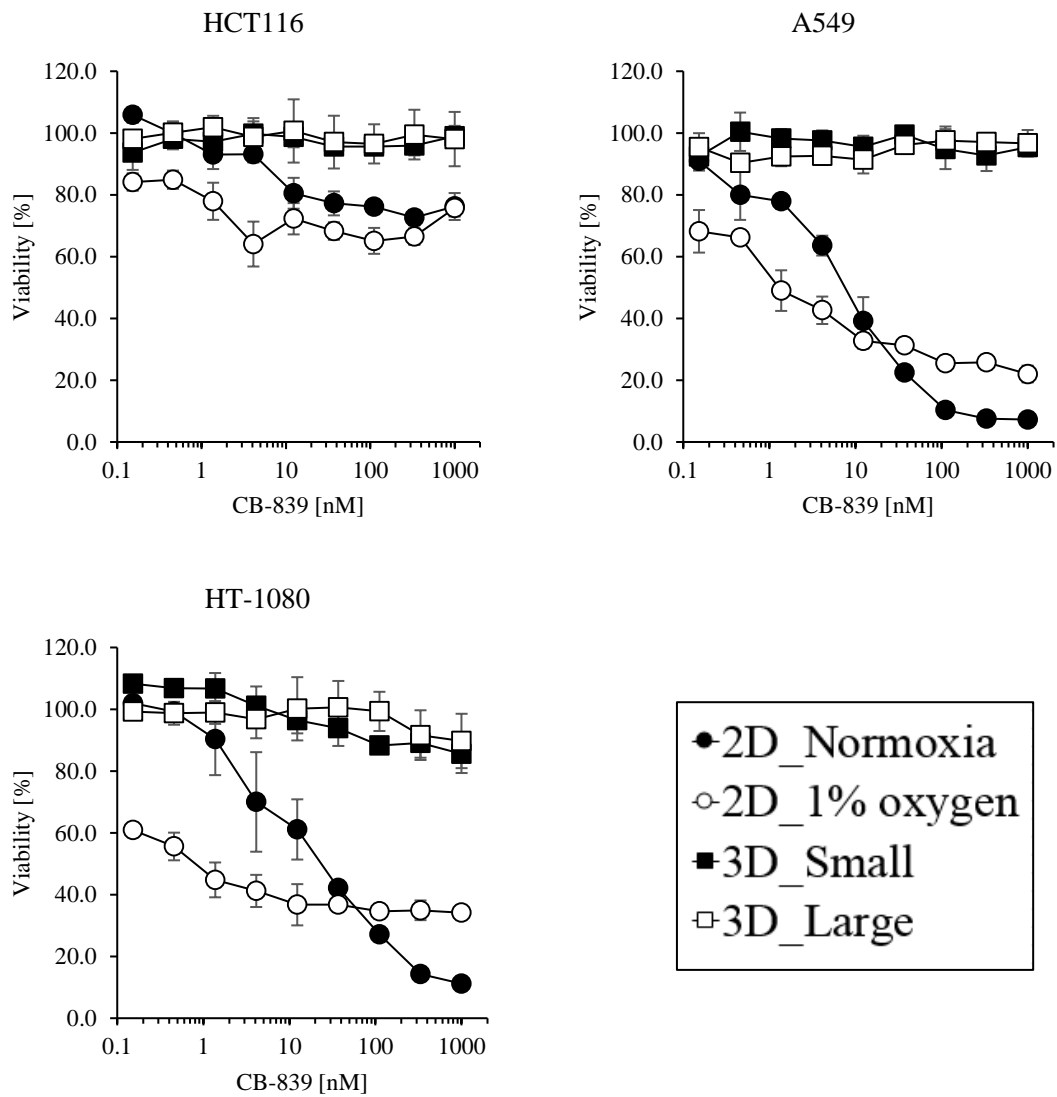 HCT116
120.0
100.0
80.0
60.0
40.0
20.0
0.0
0.1 1 10 100 1000
Viability [%]
CB-839 [nM]
A549
120.0
100.0
80.0
60.0
40.0
20.0
0.0
0.1 1 10 100 1000
Viability [%]
CB-839 [nM]
HT-1080
120.0
100.0
80.0
60.0
40.0
20.0
0.0
0.1 1 10 100 1000
Viability [%]
CB-839 [nM]
2D_Normoxia
2D_1% oxygen
3D_Small
3D_Large